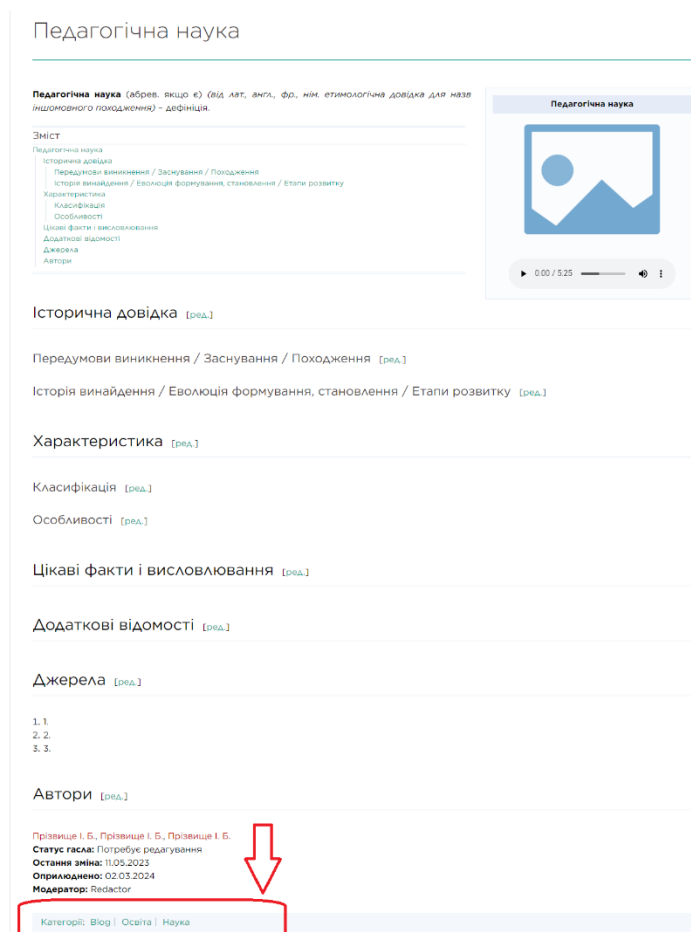 Педагогічна наука
Педагогічна наука (абрев. якщо є) (від лат., англ., фр., нім. етимологічна довідка для назв
іншомовного походження) – дефініція.
Педагогічна наука
Зміст
Педагогічна наука
Історична довідка
Передумови виникнення / Заснування / Походження
Історія винайдення / Еволюція формування, становлення / Етапи розвитку
Характеристика
Класифікація
Особливості
Цікаві факти і висловлювання
Додаткові відомості
Джерела
Автори
0:00 / 5:25
Історична довідка [ред.]
Передумови виникнення / Заснування / Походження [ред.]
Історія винайдення / Еволюція формування, становлення / Етапи розвитку [ред.]
Характеристика [ред.]
Класифікація [ред.]
Особливості [ред.]
Цікаві факти і висловлювання [ред.]
Додаткові відомості [ред.]
Джерела [ред.]
1. 1.
2. 2.
3. 3.
Автори [ред.]
Прізвище І. Б., Прізвище І. Б., Прізвище І. Б.
Статус гасла: Потребує редагування
Остання зміна: 11.05.2023
Оприлюднено: 02.03.2024
Модератор: Redactor
Категорії: Blog | Освіта | Наука